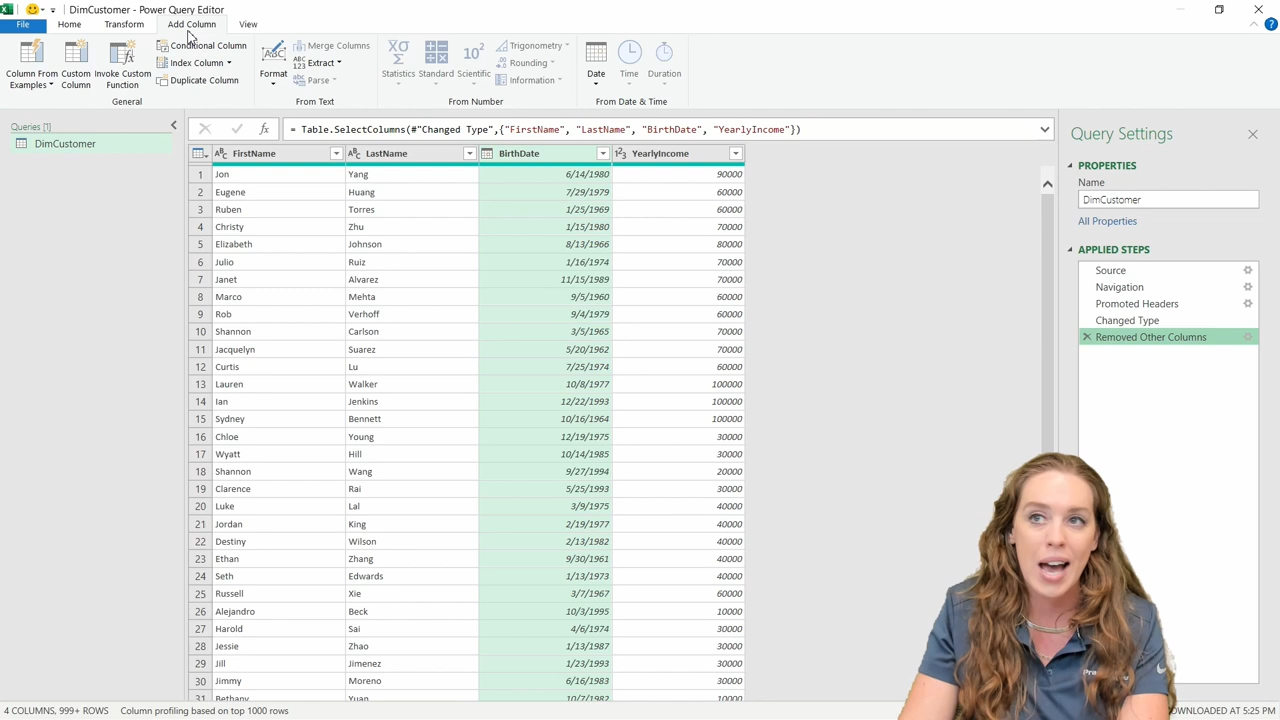 DimCustomer - Power Query Editor
File Home Transform Add Column View
Column From Examples
Custom Column
Invoke Custom Function
Conditional Column
Index Column
Duplicate Column
General
Format
Merge Columns
Extract
Parse
From Text
Statistics
Standard
Scientific
Trigonometry
Rounding
Information
From Number
Date
Time
Duration
From Date & Time
Queries [1]
DimCustomer
= Table.SelectColumns(#"Changed Type",{"FirstName", "LastName", "BirthDate", "YearlyIncome"})
FirstName LastName BirthDate YearlyIncome
1 Jon Yang 6/14/1980 90000
2 Eugene Huang 7/29/1979 60000
3 Ruben Torres 1/25/1969 60000
4 Christy Zhu 1/15/1980 70000
5 Elizabeth Johnson 8/13/1966 80000
6 Julio Ruiz 1/16/1974 70000
7 Janet Alvarez 11/15/1989 70000
8 Marco Mehta 9/5/1960 60000
9 Rob Verhoff 9/4/1979 60000
10 Shannon Carlson 3/5/1965 70000
11 Jacquelyn Suarez 5/20/1962 70000
12 Curtis Lu 7/25/1974 60000
13 Lauren Walker 10/8/1977 100000
14 Ian Jenkins 12/22/1993 100000
15 Sydney Bennett 10/16/1964 100000
16 Chloe Young 12/19/1975 30000
17 Wyatt Hill 10/14/1985 30000
18 Shannon Wang 9/27/1994 20000
19 Clarence Rai 5/25/1993 30000
20 Luke Lal 3/9/1975 40000
21 Jordan King 2/19/1977 40000
22 Destiny Wilson 2/13/1982 40000
23 Ethan Zhang 9/30/1961 40000
24 Seth Edwards 1/13/1973 40000
25 Russell Xie 3/7/1967 60000
26 Alejandro Beck 10/3/1995 10000
27 Harold Sai 4/6/1974 30000
28 Jessie Zhao 1/13/1987 30000
29 Jill Jimenez 1/23/1993 30000
30 Jimmy Moreno 6/16/1983 30000
31 Bethany Yuan 10/7/1982 10000
Query Settings
PROPERTIES
Name
DimCustomer
All Properties
APPLIED STEPS
Source
Navigation
Promoted Headers
Changed Type
Removed Other Columns
4 COLUMNS, 999+ ROWS Column profiling based on top 1000 rows
DOWNLOADED AT 5:25 PM